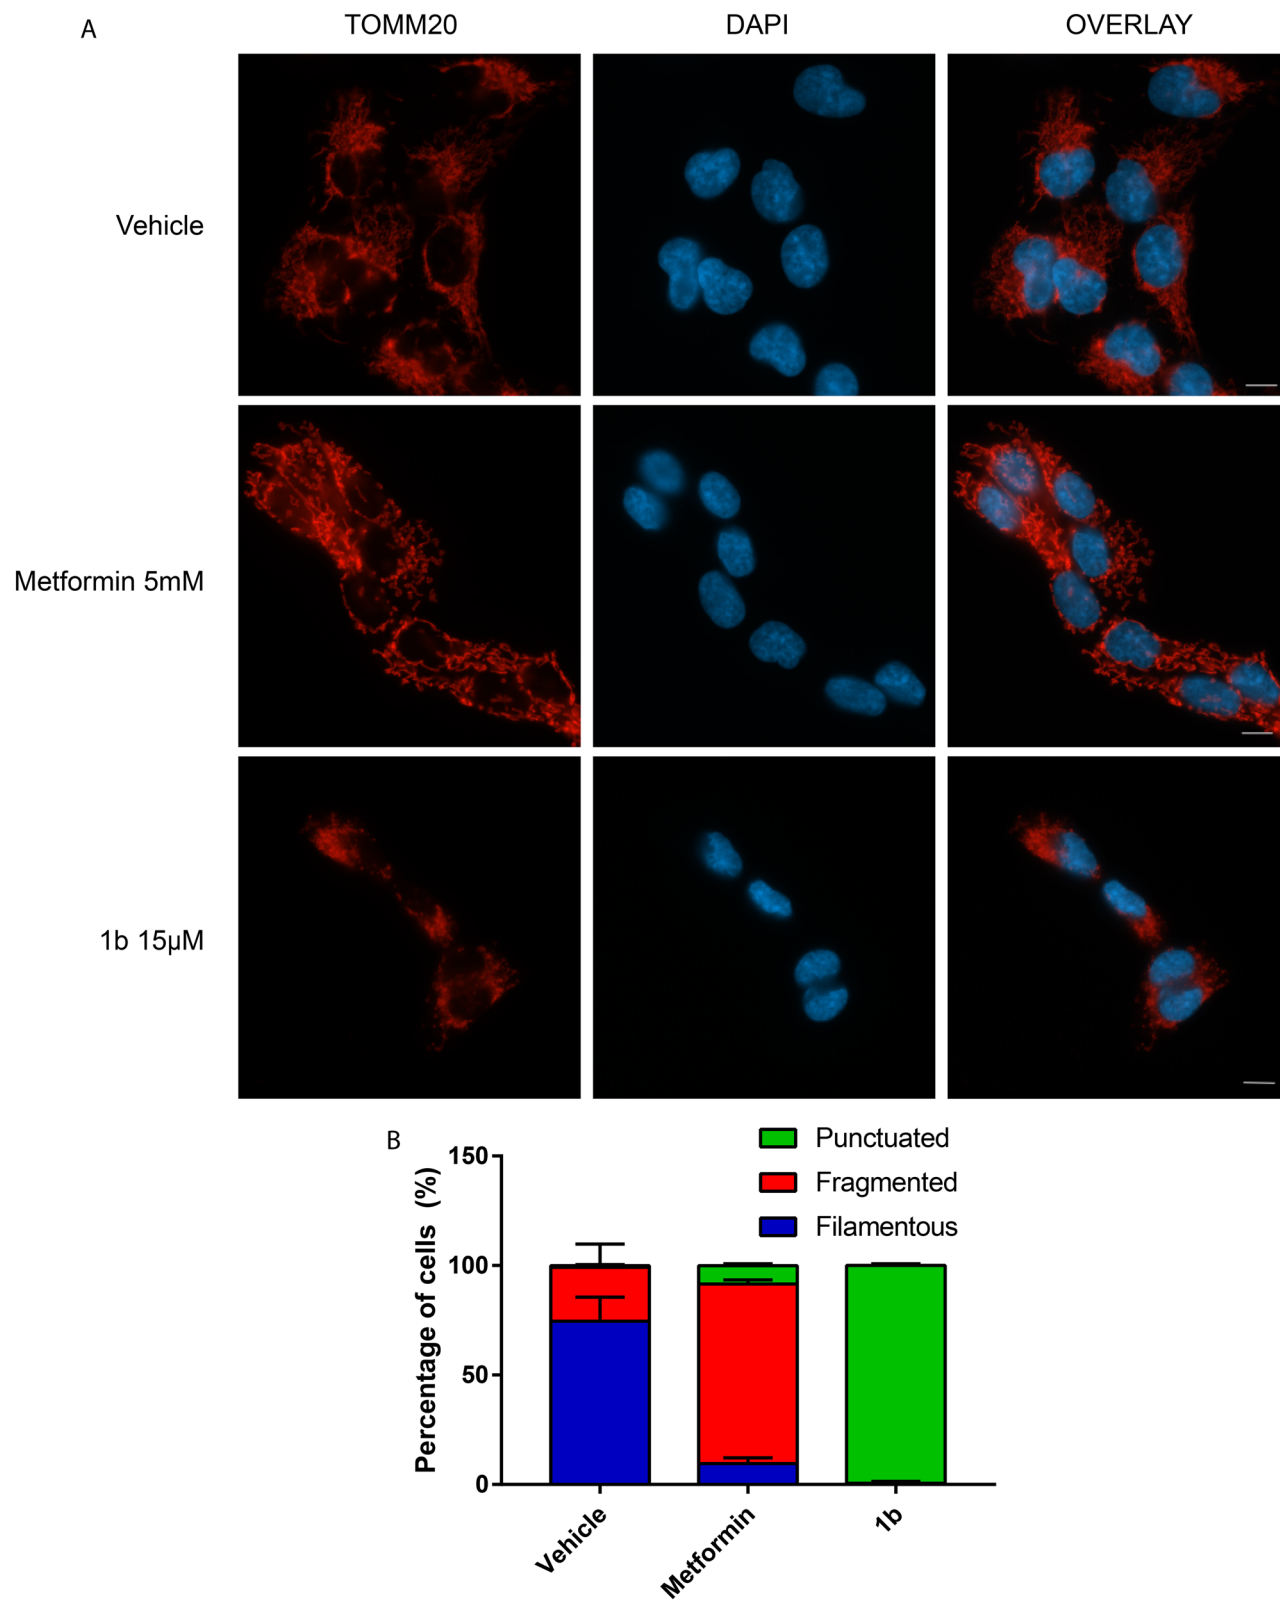 A
TOMM20 DAPI OVERLAY
Vehicle
Metformin 5mM
1b 15µM
B
Punctuated
Fragmented
Filamentous
Percentage of cells (%)
150
100
50
0
Vehicle Metformin 1b